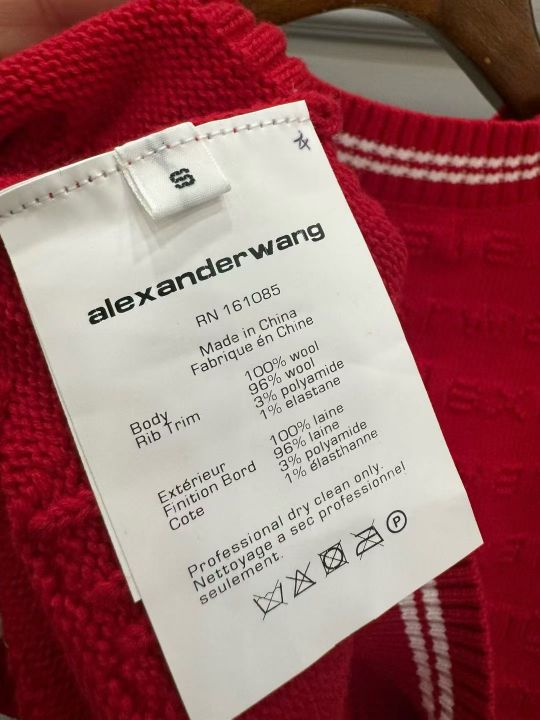 S
alexanderwang
RN 161085
Made in China
Fabriqué én Chine
Body 100% wool
Rib Trim 96% wool
3% polyamide
1% elastane
Extérieur 100% laine
Finition Bord 96% laine
Cote 3% polyamide
1% élasthanne
Professional dry clean only.
Nettoyage a sec professionne!
seulement.
P